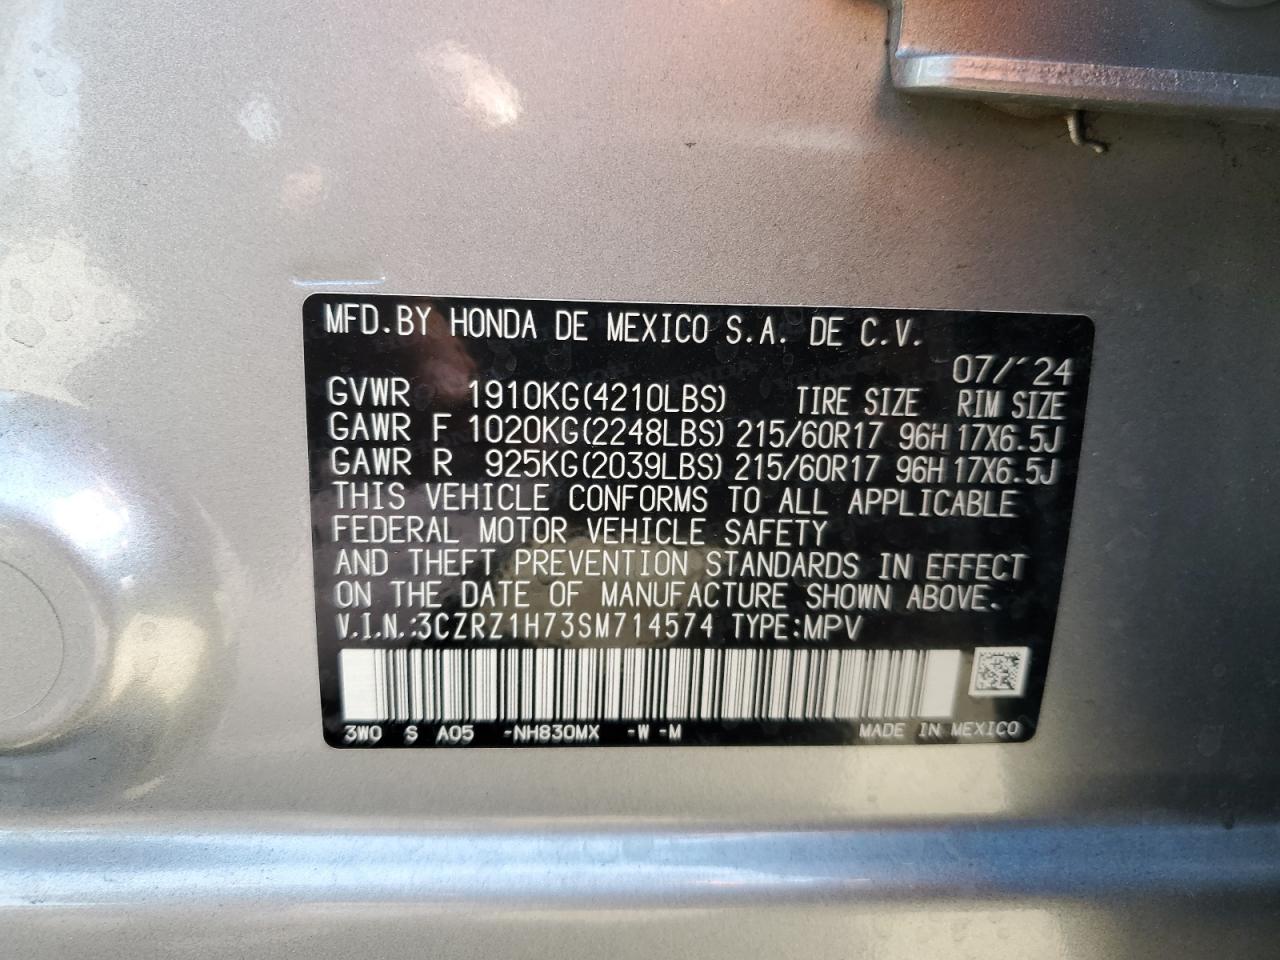 MFD.BY HONDA DE MEXICO S.A. DE C.V.
07/´24
GVWR 1910KG(4210LBS) TIRE SIZE RIM SIZE
GAWR F 1020KG(2248LBS) 215/60R17 96H 17X6.5J
GAWR R 925KG(2039LBS) 215/60R17 96H 17X6.5J
THIS VEHICLE CONFORMS TO ALL APPLICABLE
FEDERAL MOTOR VEHICLE SAFETY
AND THEFT PREVENTION STANDARDS IN EFFECT
ON THE DATE OF MANUFACTURE SHOWN ABOVE.
V.I.N.:3CZRZ1H73SM714574 TYPE:MPV
3W0 S A05 -NH830MX -W -M MADE IN MEXICO